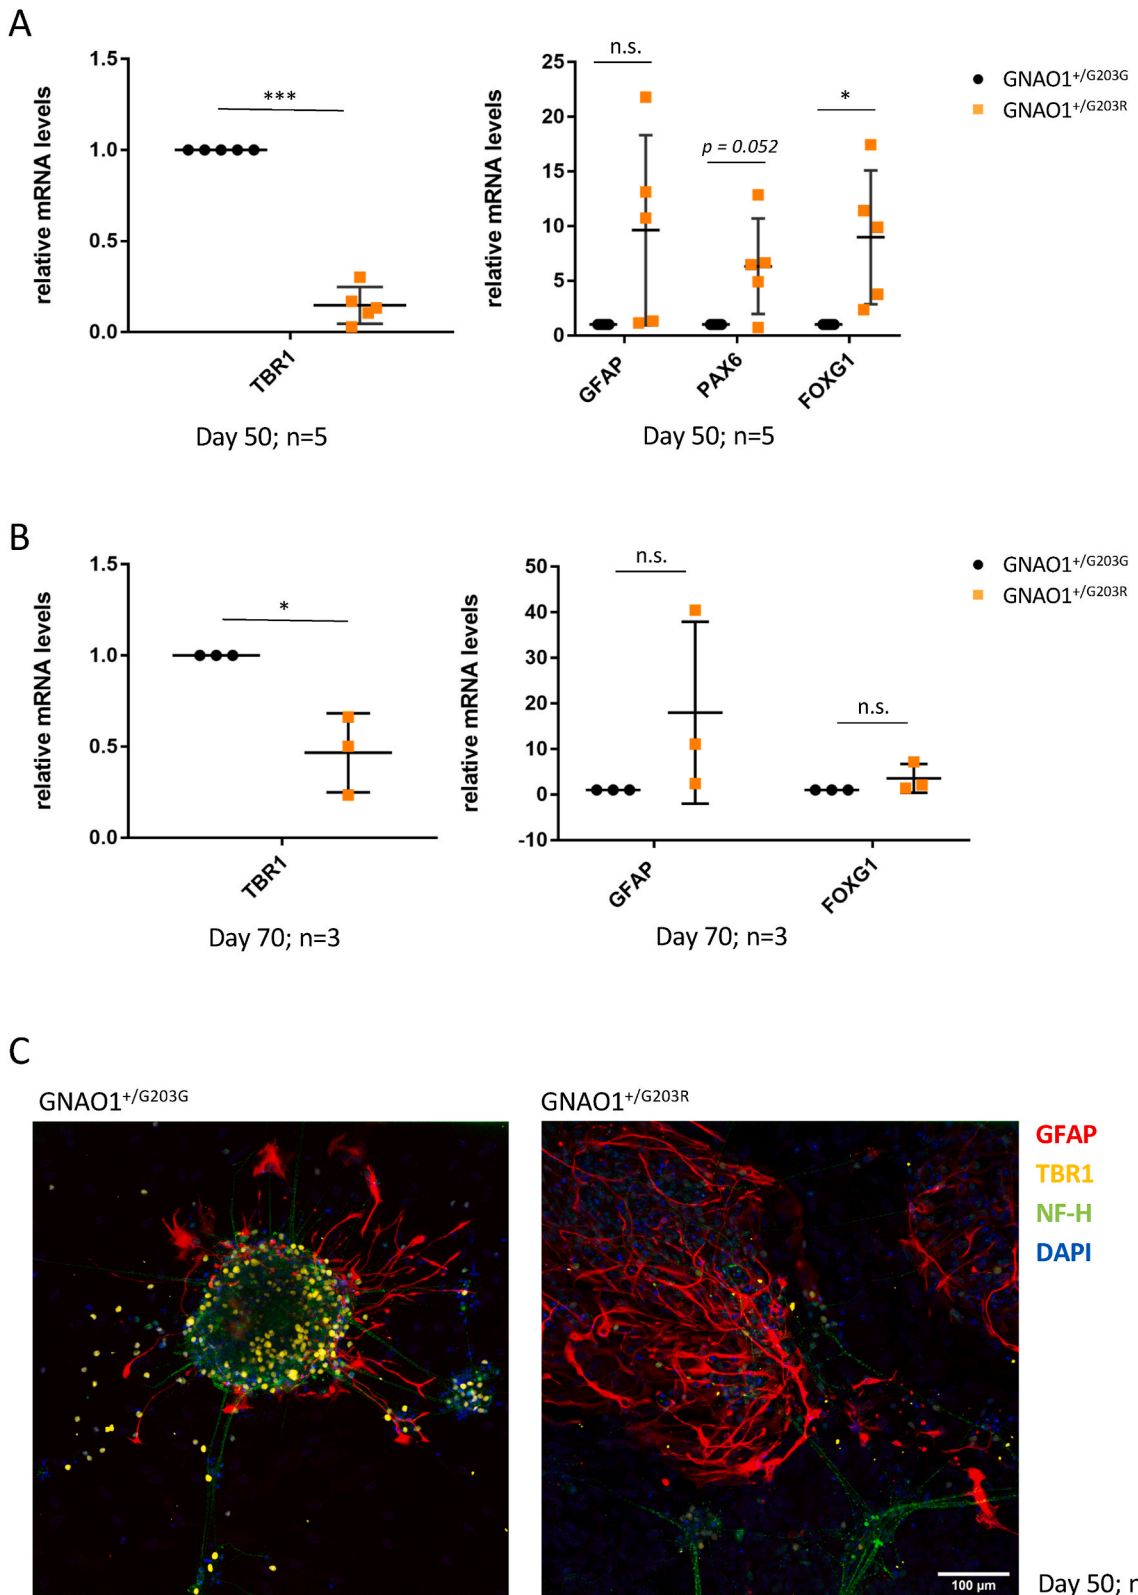 A
relative mRNA levels
1.5
1.0
0.5
0.0
***
TBR1
Day 50; n=5
relative mRNA levels
25
20
15
10
5
0
n.s.
p = 0.052
*
GFAP
PAX6
FOXG1
Day 50; n=5
GNAO1+/G203G
GNAO1+/G203R
B
relative mRNA levels
1.5
1.0
0.5
0.0
*
TBR1
Day 70; n=3
relative mRNA levels
50
40
30
20
10
0
-10
n.s.
n.s.
GFAP
FOXG1
Day 70; n=3
GNAO1+/G203G
GNAO1+/G203R
C
GNAO1+/G203G
GNAO1+/G203R
GFAP
TBR1
NF-H
DAPI
100 µm
Day 50;